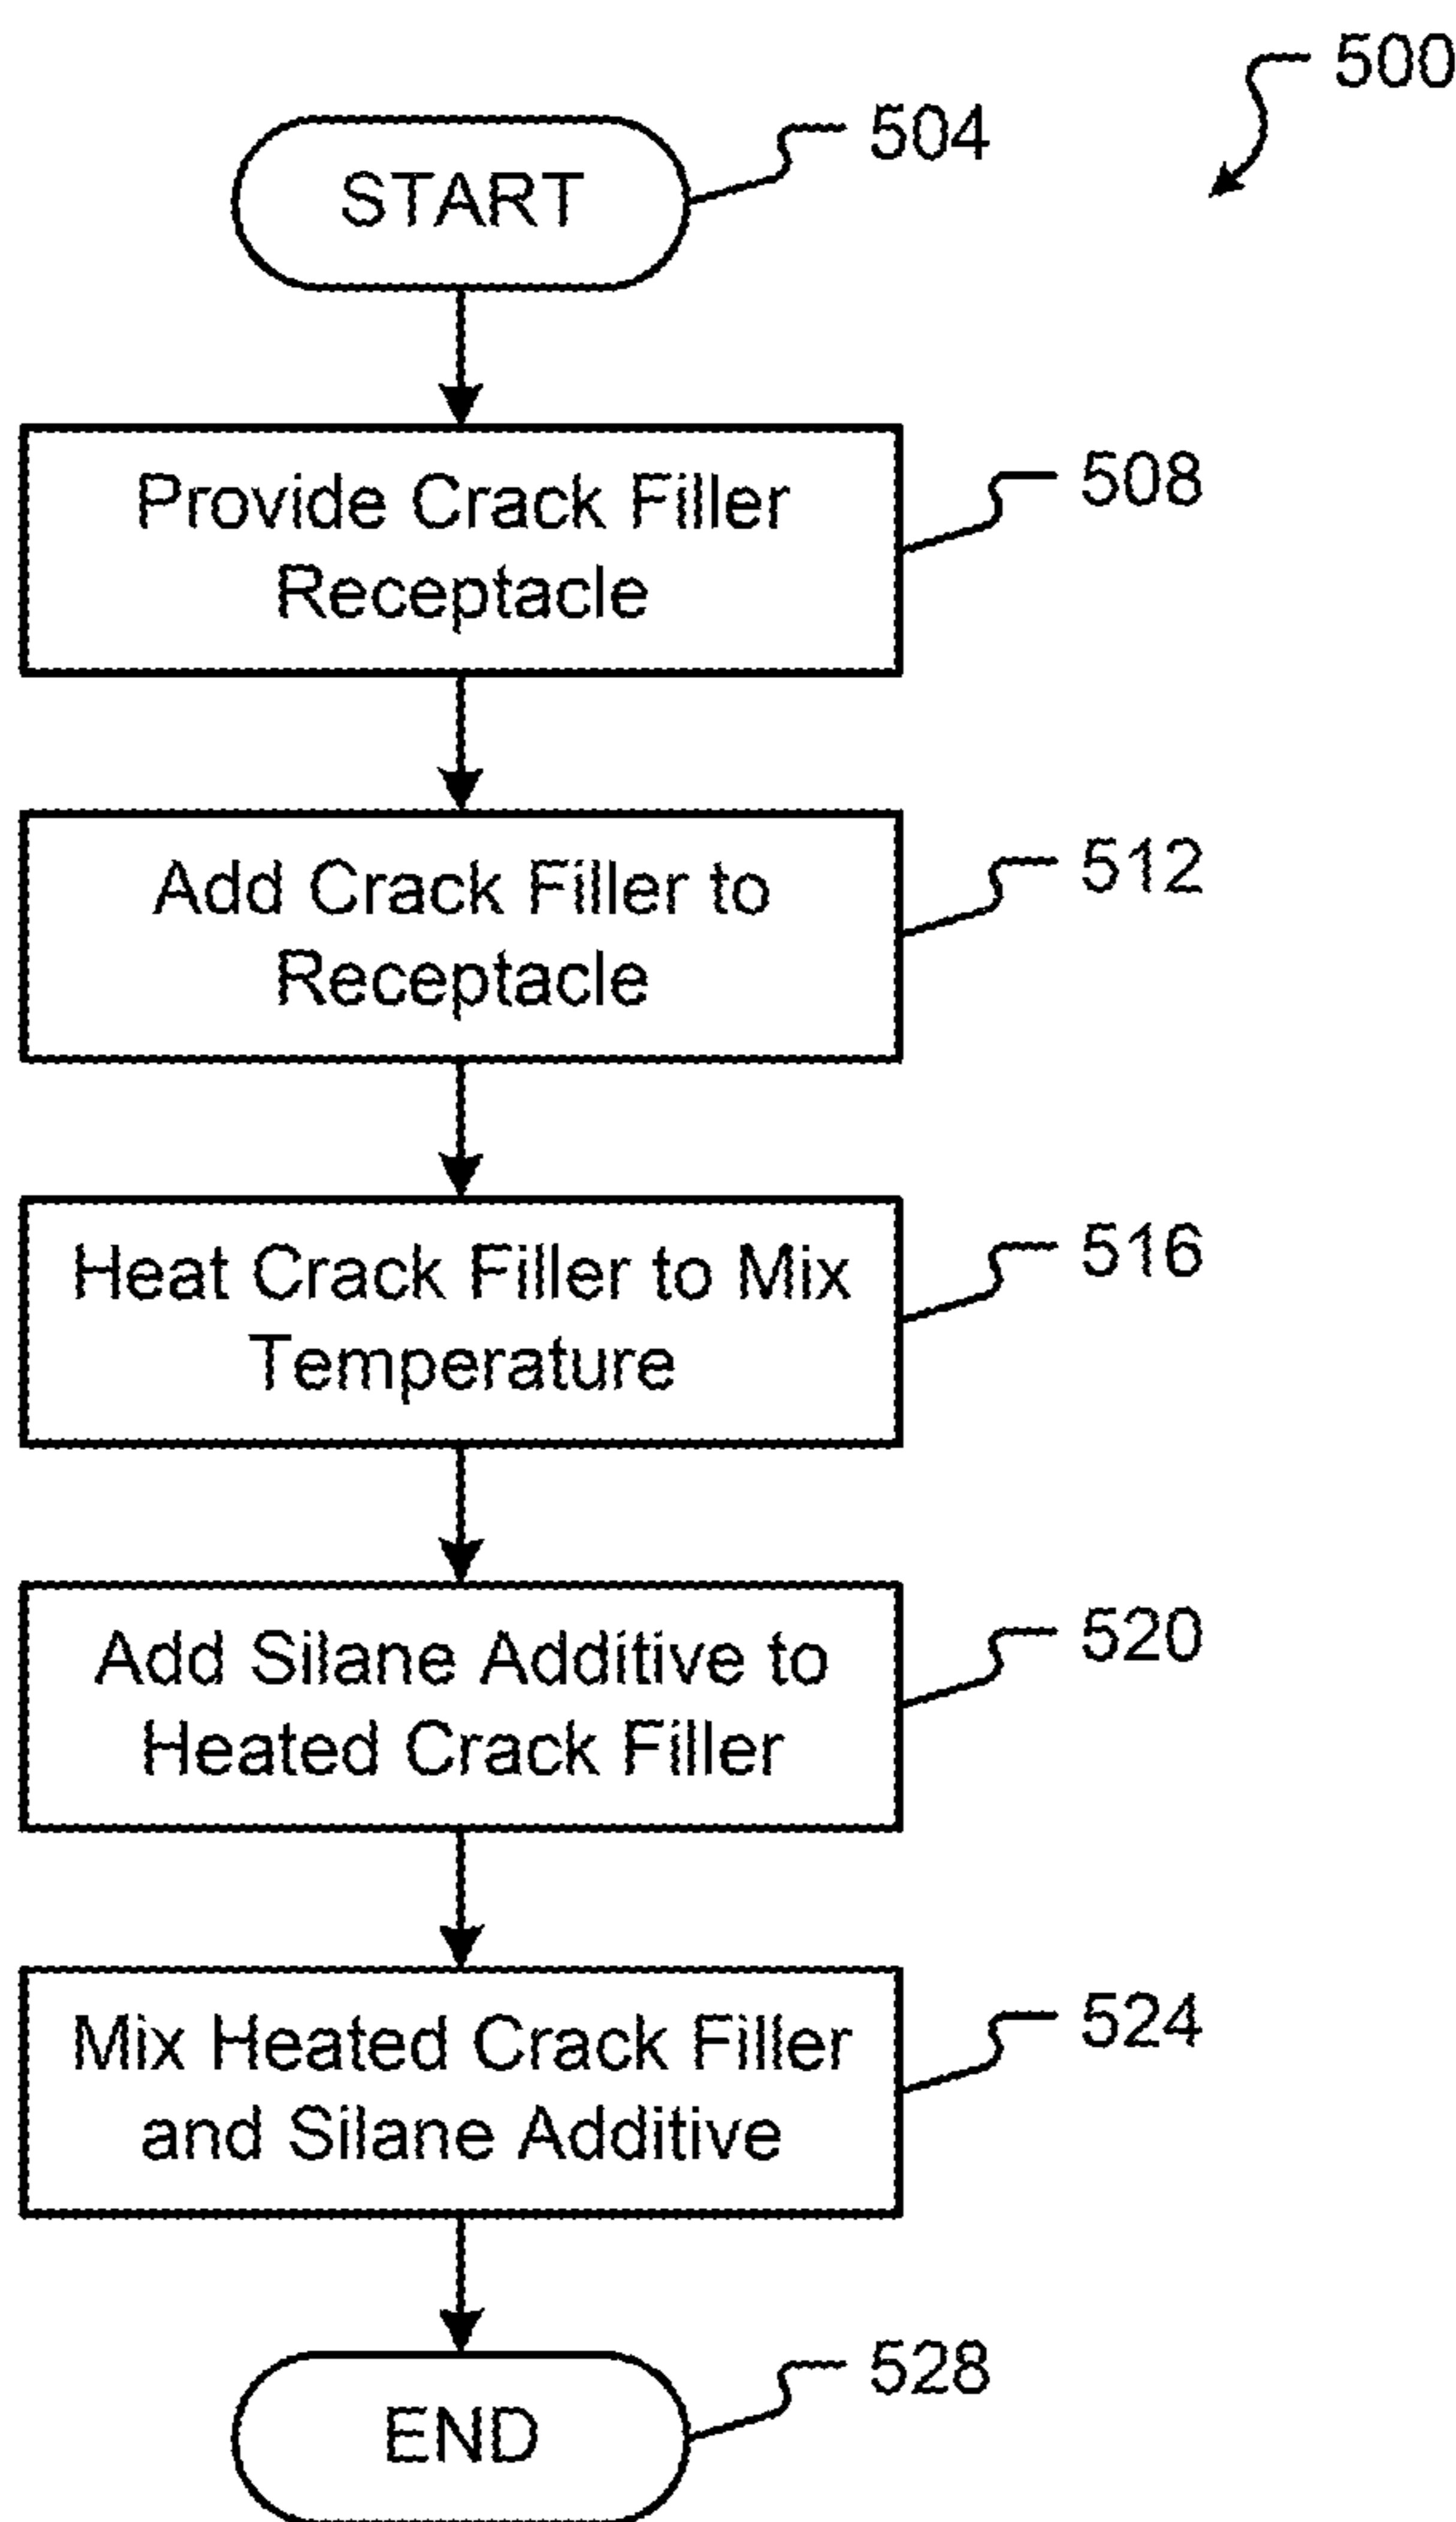 500
START
504
Provide Crack Filler
Receptacle
508
Add Crack Filler to
Receptacle
512
Heat Crack Filler to Mix
Temperature
516
Add Silane Additive to
Heated Crack Filler
520
Mix Heated Crack Filler
and Silane Additive
524
END
528